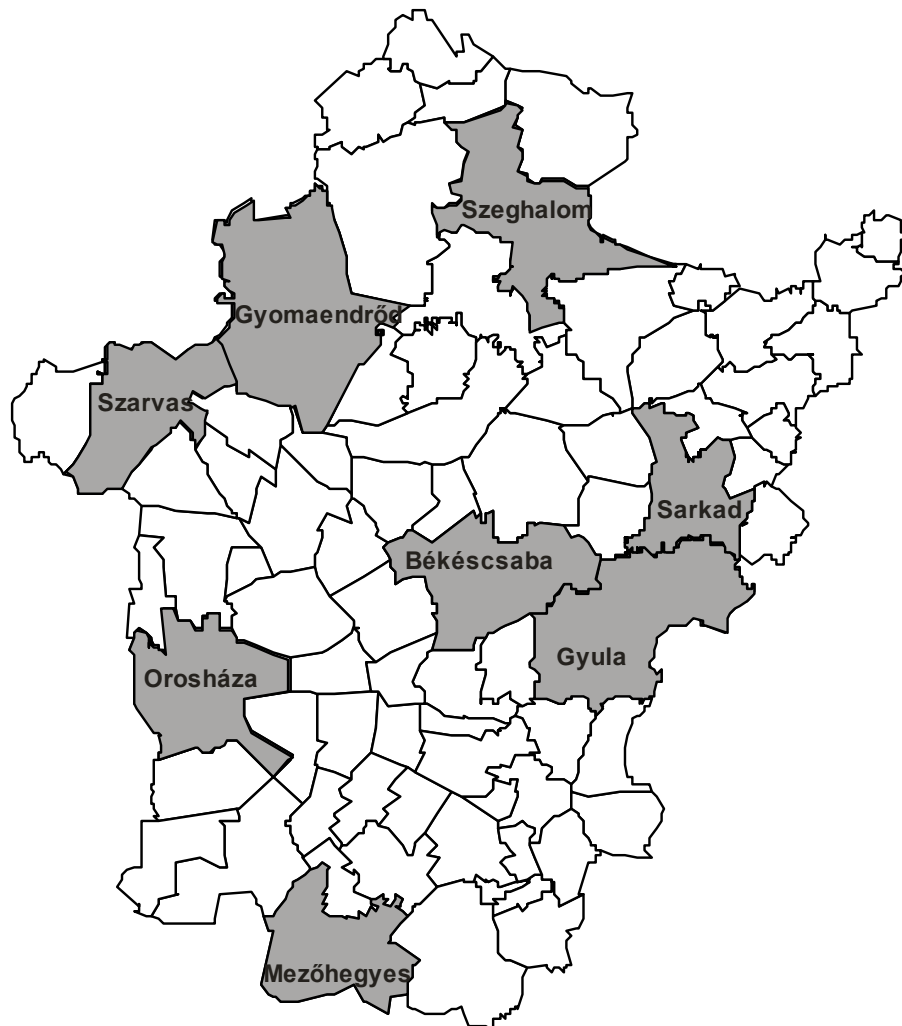 Szeghalom
Gyomaendrőd
Szarvas
Sarkad
Békéscsaba
Gyula
Orosháza
Mezőhegyes